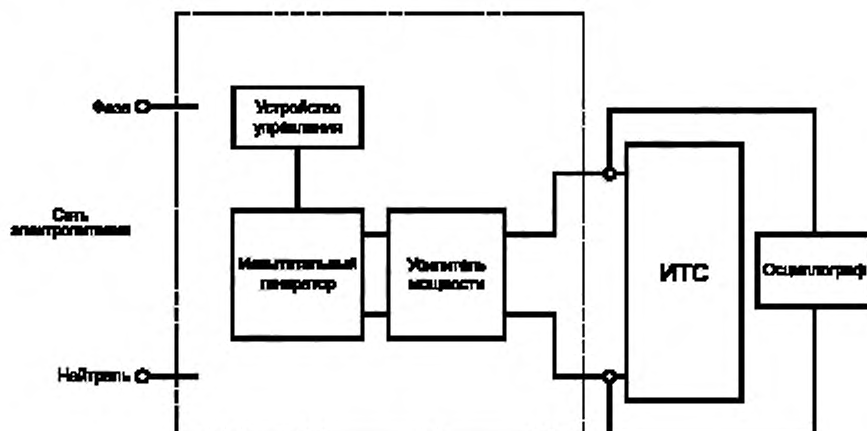 Фаза
Устройство
управления
Сеть
электропитания
Испытательный
генератор
Усилитель
мощности
ИТС
Осциллограф
Нейтраль